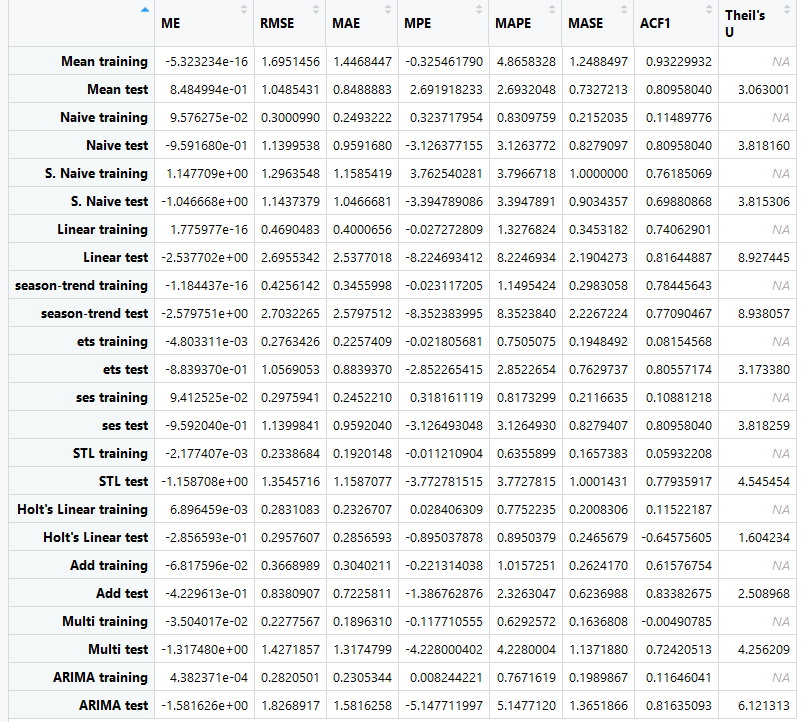 ME RMSE MAE MPE MAPE MASE ACF1 Theil's
U
Mean training -5.323234e-16 1.6951456 1.4468447 -0.325461790 4.8658328 1.2488497 0.93229932 NA
Mean test 8.484994e-01 1.0485431 0.8488883 2.691918233 2.6932048 0.7327213 0.80958040 3.063001
Naive training 9.576275e-02 0.3000990 0.2493222 0.323717954 0.8309759 0.2152035 0.11489776 NA
Naive test -9.591680e-01 1.1399538 0.9591680 -3.126377155 3.1263772 0.8279097 0.80958040 3.818160
S. Naive training 1.147709e+00 1.2963548 1.1585419 3.762540281 3.7966718 1.0000000 0.76185069 NA
S. Naive test -1.046668e+00 1.1437379 1.0466681 -3.394789086 3.3947891 0.9034357 0.69880868 3.815306
Linear training 1.775977e-16 0.4690483 0.4000656 -0.027272809 1.3276824 0.3453182 0.74062901 NA
Linear test -2.537702e+00 2.6955342 2.5377018 -8.224693412 8.2246934 2.1904273 0.81644887 8.927445
season-trend training -1.184437e-16 0.4256142 0.3455998 -0.023117205 1.1495424 0.2983058 0.78445643 NA
season-trend test -2.579751e+00 2.7032265 2.5797512 -8.352383995 8.3523840 2.2267224 0.77090467 8.938057
ets training -4.803311e-03 0.2763426 0.2257409 -0.021805681 0.7505075 0.1948492 0.08154568 NA
ets test -8.839370e-01 1.0569053 0.8839370 -2.852265415 2.8522654 0.7629737 0.80557174 3.173380
ses training 9.412525e-02 0.2975941 0.2452210 0.318161119 0.8173299 0.2116635 0.10881218 NA
ses test -9.592040e-01 1.1399841 0.9592040 -3.126493048 3.1264930 0.8279407 0.80958040 3.818259
STL training -2.177407e-03 0.2338684 0.1920148 -0.011210904 0.6355899 0.1657383 0.05932208 NA
STL test -1.158708e+00 1.3545716 1.1587077 -3.772781515 3.7727815 1.0001431 0.77935917 4.545454
Holt's Linear training 6.896459e-03 0.2831083 0.2326707 0.028406309 0.7752235 0.2008306 0.11522187 NA
Holt's Linear test -2.856593e-01 0.2957607 0.2856593 -0.895037878 0.8950379 0.2465679 -0.64575605 1.604234
Add training -6.817596e-02 0.3668989 0.3040211 -0.221314038 1.0157251 0.2624170 0.61576754 NA
Add test -4.229613e-01 0.8380907 0.7225811 -1.386762876 2.3263047 0.6236988 0.83382675 2.508968
Multi training -3.504017e-02 0.2277567 0.1896310 -0.117710555 0.6292572 0.1636808 -0.00490785 NA
Multi test -1.317480e+00 1.4271857 1.3174799 -4.228000402 4.2280004 1.1371880 0.72420513 4.256209
ARIMA training 4.382371e-04 0.2820501 0.2305344 0.008244221 0.7671619 0.1989867 0.11646041 NA
ARIMA test -1.581626e+00 1.8268917 1.5816258 -5.147711997 5.1477120 1.3651866 0.81635093 6.121313